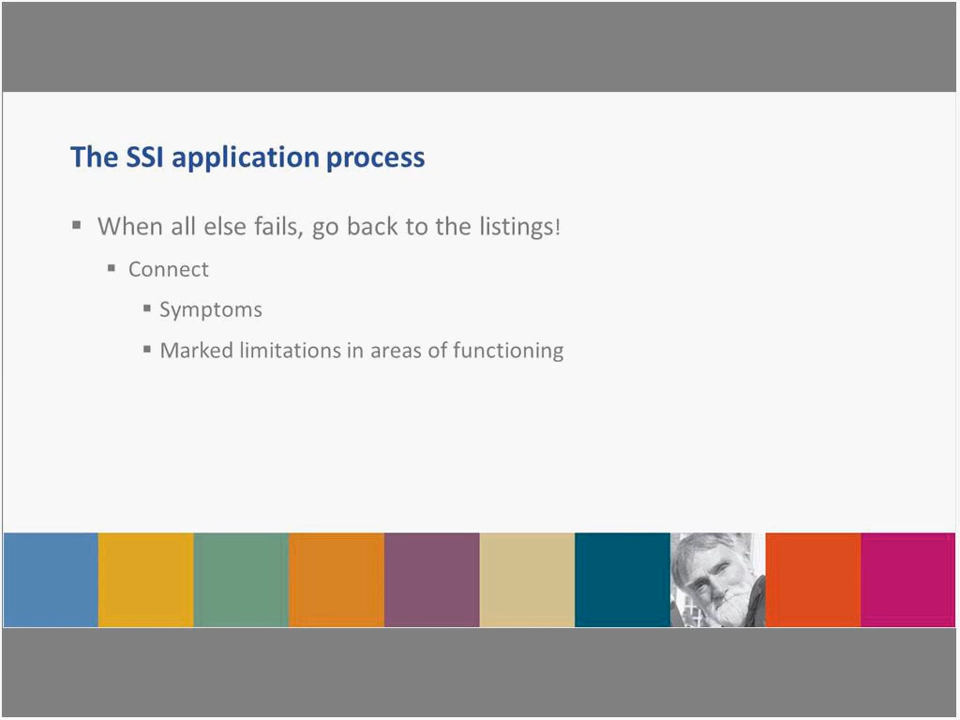 The SSI application process
▪ When all else fails, go back to the listings!
▪ Connect
▪ Symptoms
▪ Marked limitations in areas of functioning